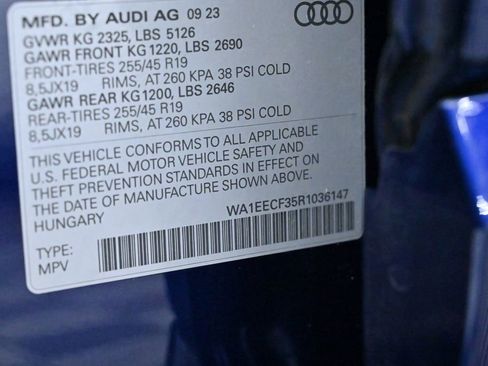 MFD. BY AUDI AG 09 23
GVWR KG 2325, LBS 5126
GAWR FRONT KG1220, LBS 2690
FRONT-TIRES 255/45 R19
8,5JX19 RIMS, AT 260 KPA 38 PSI COLD
GAWR REAR KG1200, LBS 2646
REAR-TIRES 255/45 R19
8,5JX19 RIMS, AT 260 KPA 38 PSI COLD
THIS VEHICLE CONFORMS TO ALL APPLICABLE
U.S. FEDERAL MOTOR VEHICLE SAFETY AND
THEFT PREVENTION STANDARDS IN EFFECT ON
THE DATE OF MANUFACTURE SHOWN ABOVE.
HUNGARY
WA1EECF35R1036147
TYPE:
MPV